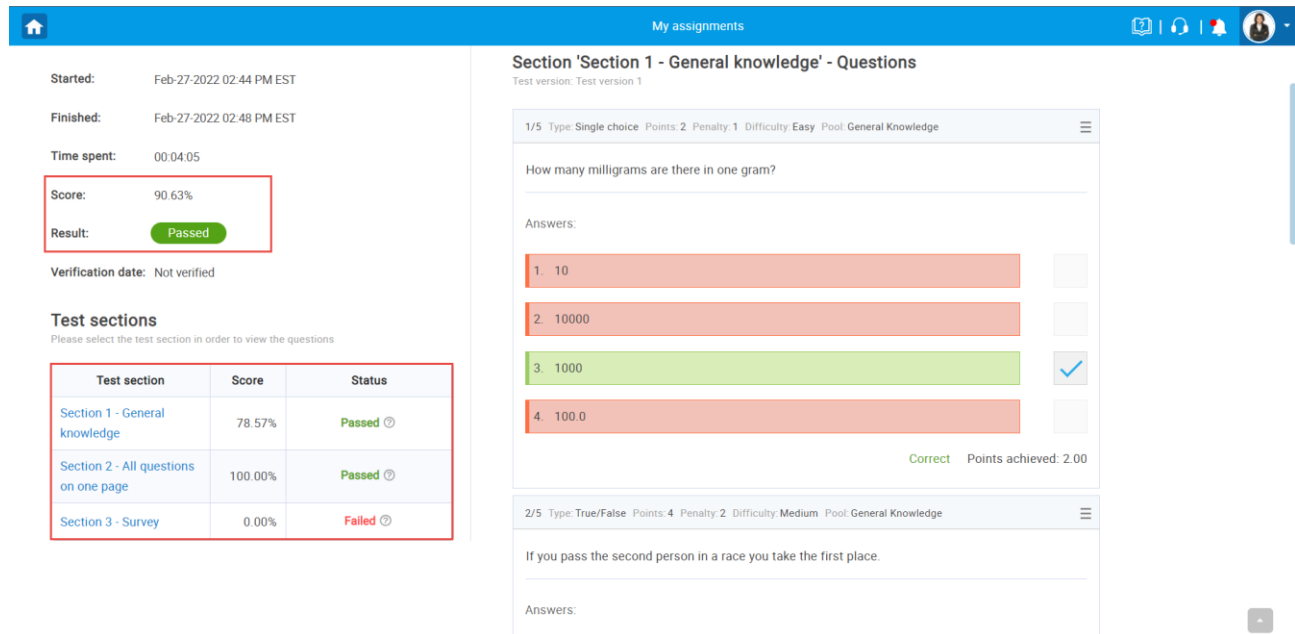 My assignments
Started: Feb-27-2022 02:44 PM EST
Finished: Feb-27-2022 02:48 PM EST
Time spent: 00:04:05
Score: 90.63%
Result: Passed
Verification date: Not verified
Test sections
Please select the test section in order to view the questions
Test section Score Status
Section 1 - General
knowledge 78.57% Passed ?
Section 2 - All questions
on one page 100.00% Passed ?
Section 3 - Survey 0.00% Failed ?
Section 'Section 1 - General knowledge' - Questions
Test version: Test version 1
1/5 Type: Single choice Points: 2 Penalty: 1 Difficulty: Easy Pool: General Knowledge
How many milligrams are there in one gram?
Answers:
1. 10
2. 10000
3. 1000
4. 100.0
Correct Points achieved: 2.00
2/5 Type: True/False Points: 4 Penalty: 2 Difficulty: Medium Pool: General Knowledge
If you pass the second person in a race you take the first place.
Answers: